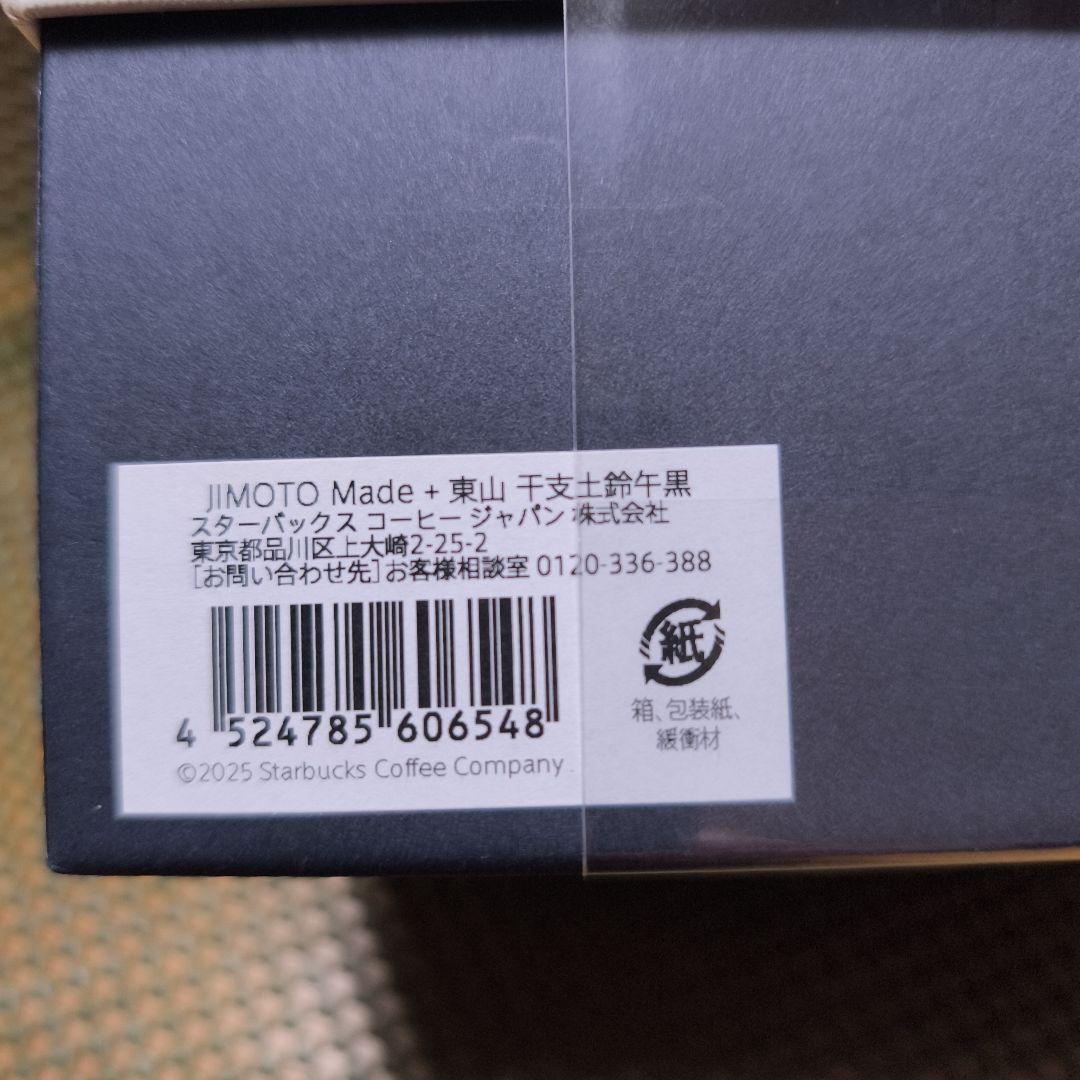 JIMOTO Made + 東山 干支土鈴午黒
スターバックス コーヒー ジャパン 株式会社
東京都品川区上大崎2-25-2
[お問い合わせ先]お客様相談室 0120-336-388
紙
箱、包装紙、
緩衝材
4 524785 606548
©2025 Starbucks Coffee Company